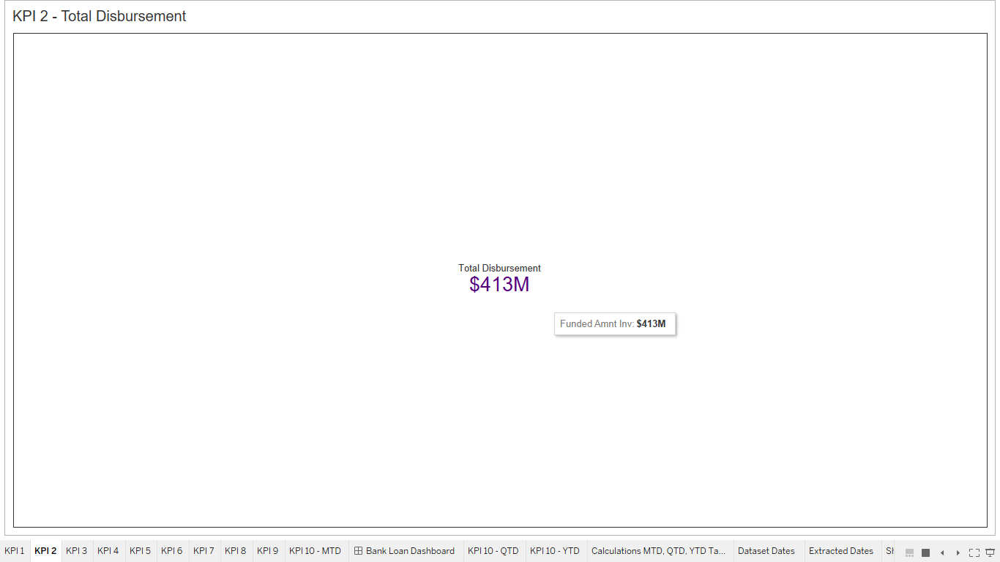 KPI 2 - Total Disbursement
Total Disbursement
$413M
Funded Amnt Inv: $413M
KPI 1 KPI 2 KPI 3 KPI 4 KPI 5 KPI 6 KPI 7 KPI 8 KPI 9 KPI 10 - MTD Bank Loan Dashboard KPI 10 - QTD KPI 10 - YTD Calculations MTD, QTD, YTD Ta... Dataset Dates Extracted Dates